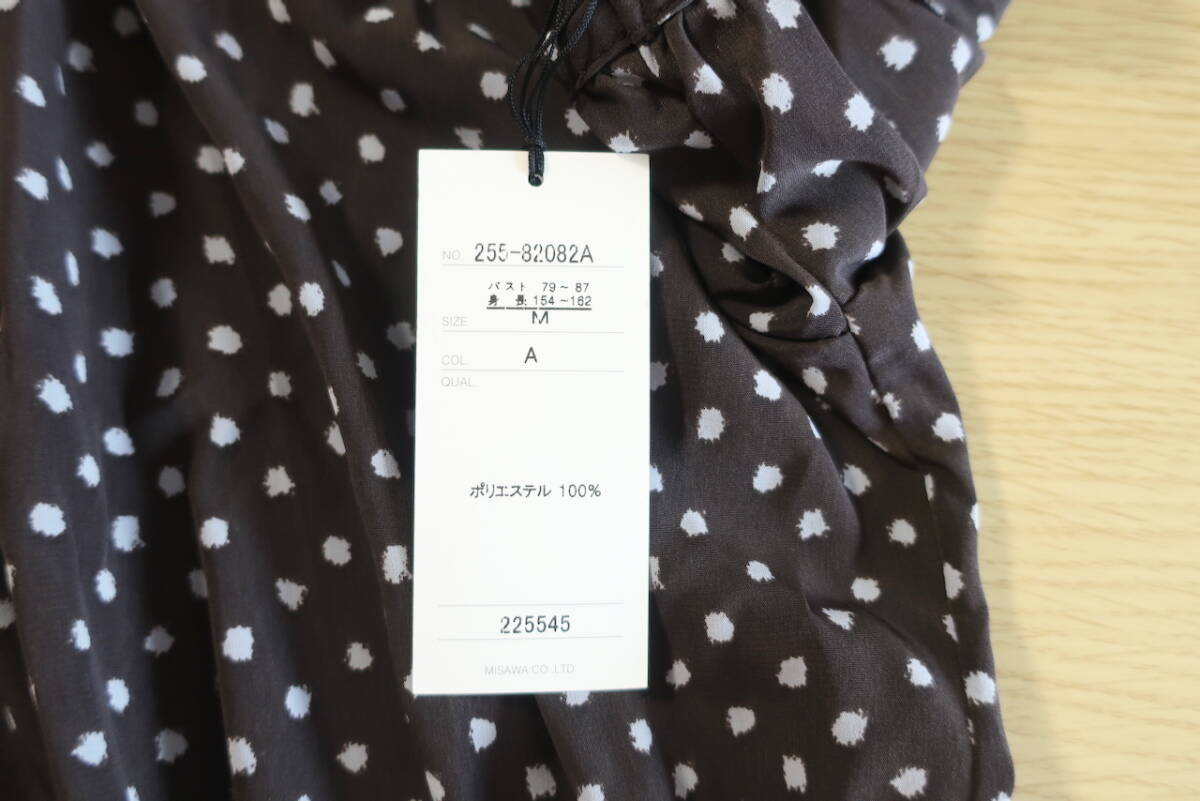 NO. 255-82082A
バスト 79～87
身 長 154～162
SIZE M
COL. A
QUAL.
ポリエステル 100%
225545
MISAWA CO.,LTD.